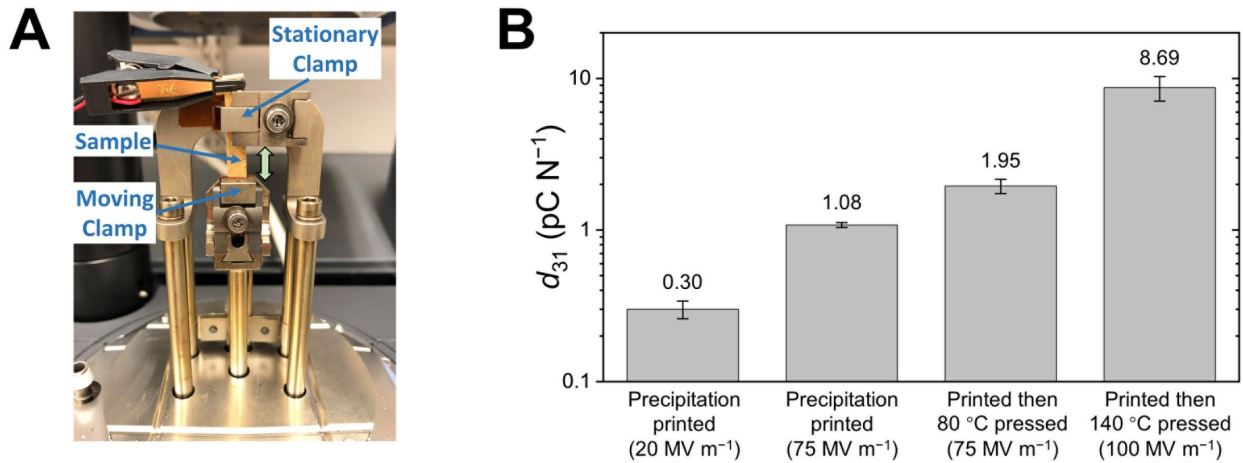 A
Stationary
Clamp
Sample
Moving
Clamp
B
d31 (pC N−1)
10
1
0.1
0.30
1.08
1.95
8.69
Precipitation
printed
(20 MV m−1)
Precipitation
printed
(75 MV m−1)
Printed then
80 °C pressed
(75 MV m−1)
Printed then
140 °C pressed
(100 MV m−1)